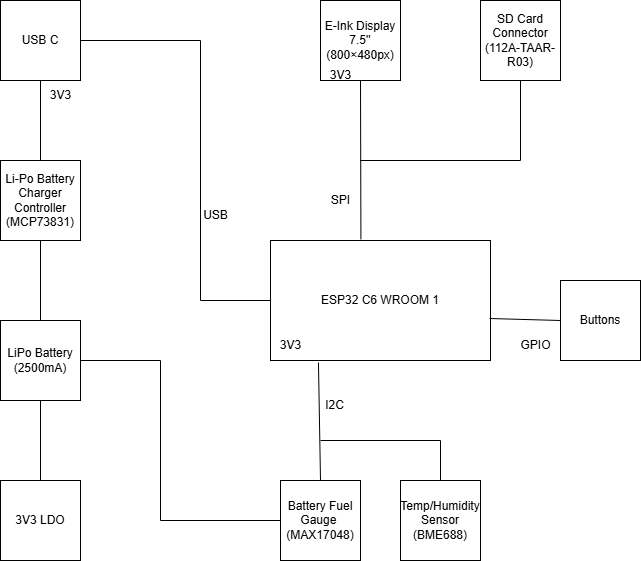 USB C
E-Ink Display
7.5"
(800×480px)
3V3
SD Card
Connector
(112A-TAAR-
R03)
3V3
Li-Po Battery
Charger
Controller
(MCP73831)
SPI
USB
ESP32 C6 WROOM 1
3V3
Buttons
GPIO
LiPo Battery
(2500mA)
I2C
3V3 LDO
Battery Fuel
Gauge
(MAX17048)
Temp/Humidity
Sensor
(BME688)